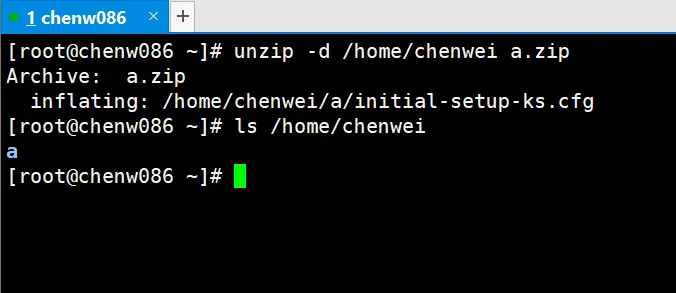 1 chenw086 × +
[root@chenw086 ~]# unzip -d /home/chenwei a.zip
Archive:  a.zip
  inflating: /home/chenwei/a/initial-setup-ks.cfg
[root@chenw086 ~]# ls /home/chenwei
a
[root@chenw086 ~]#